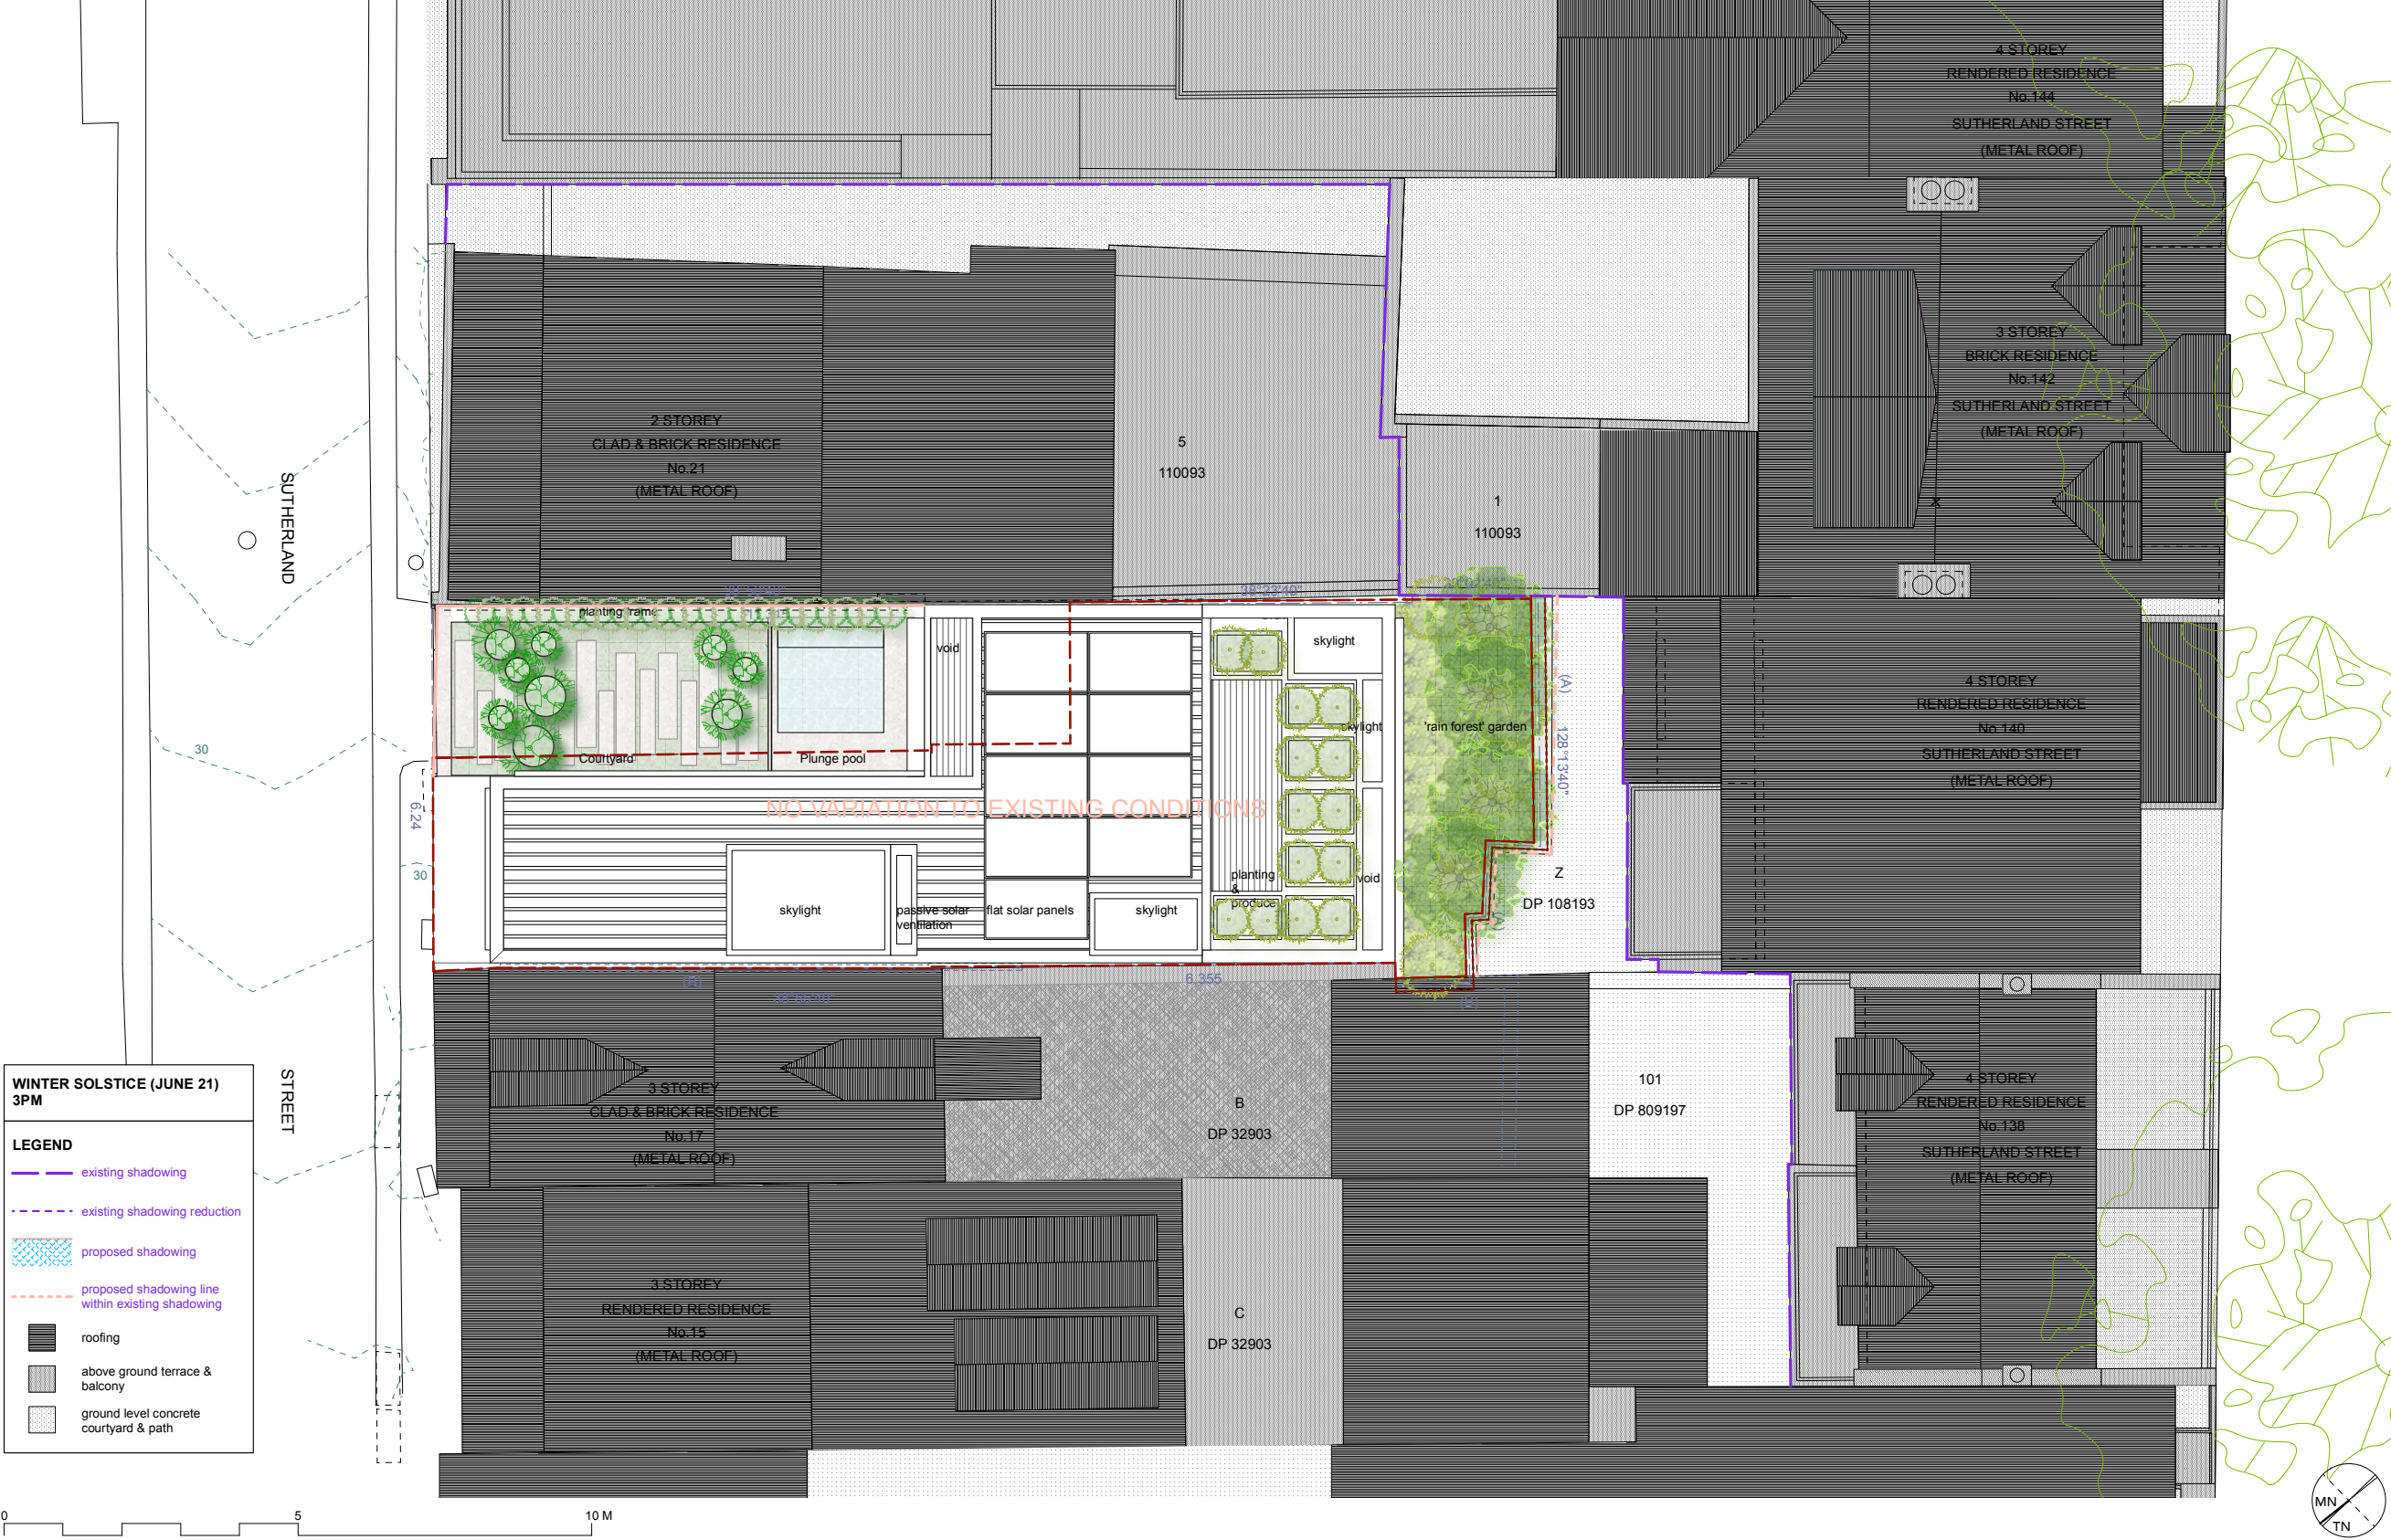 4 STOREY
RENDERED RESIDENCE
No.144
SUTHERLAND STREET
(METAL ROOF)
3 STOREY
BRICK RESIDENCE
No.142
SUTHERLAND STREET
(METAL ROOF)
X
2 STOREY
CLAD & BRICK RESIDENCE
No.21
(METAL ROOF)
5
110093
1
110093
SUTHERLAND
38°23'40"
planting frame
void
skylight
skylight
'rain forest' garden
(A)
128°13'40"
4 STOREY
RENDERED RESIDENCE
No.140
SUTHERLAND STREET
(METAL ROOF)
30
Courtyard
Plunge pool
6.24
NO VARIATION TO EXISTING CONDITIONS
30
planting
&
produce
void
Z
DP 108193
skylight
passive solar
ventilation
flat solar panels
skylight
6.355
STREET
3 STOREY
CLAD & BRICK RESIDENCE
No.17
(METAL ROOF)
B
DP 32903
101
DP 809197
4 STOREY
RENDERED RESIDENCE
No.138
SUTHERLAND STREET
(METAL ROOF)
3 STOREY
RENDERED RESIDENCE
No.15
(METAL ROOF)
C
DP 32903
WINTER SOLSTICE (JUNE 21)
3PM
LEGEND
existing shadowing
existing shadowing reduction
proposed shadowing
proposed shadowing line
within existing shadowing
roofing
above ground terrace &
balcony
ground level concrete
courtyard & path
0 5 10 M
MN
TN